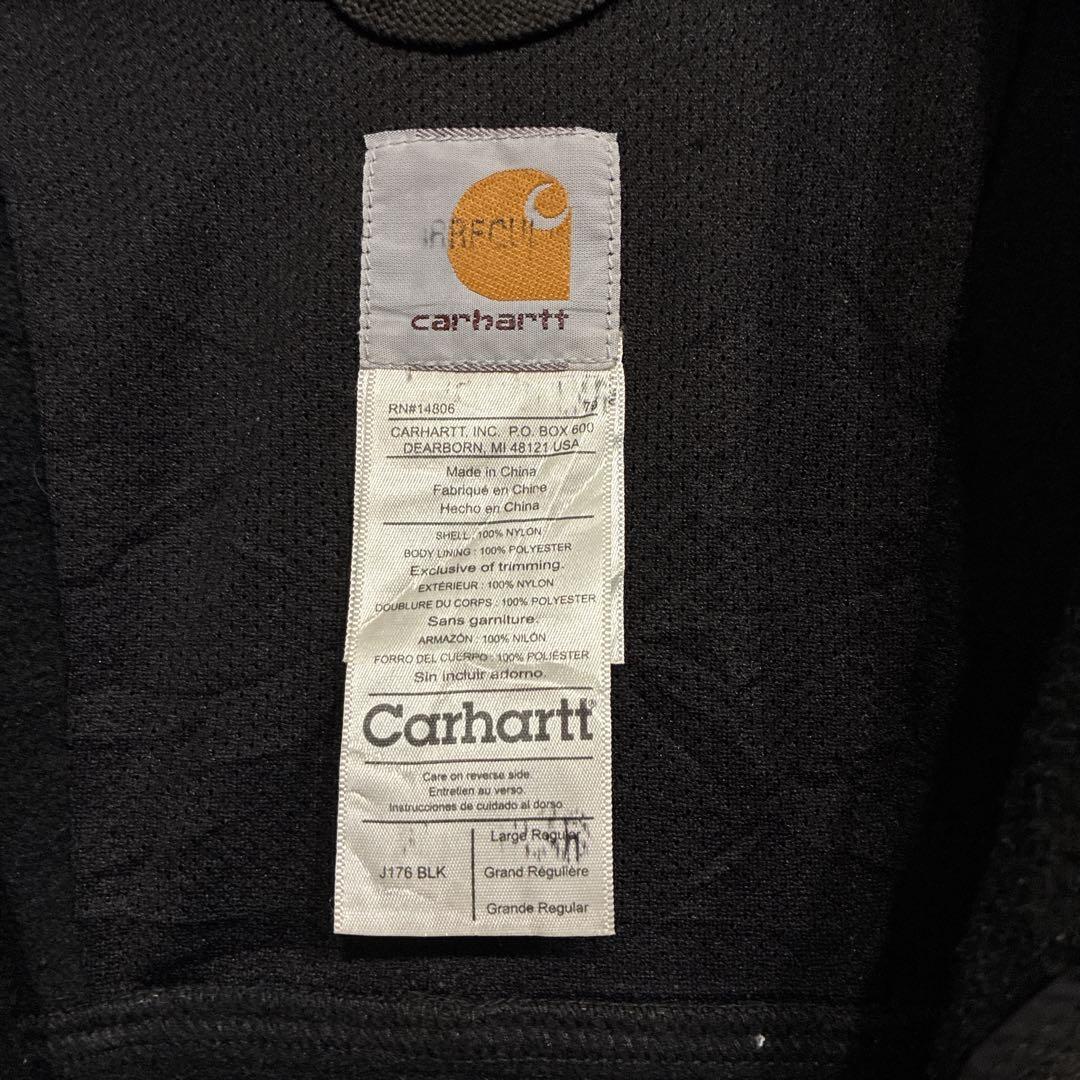 carhartt
RN#14806
CARHARTT, INC. P.O. BOX 600
DEARBORN, MI 48121 USA
Made in China
Fabriqué en Chine
Hecho en China
SHELL : 100% NYLON
BODY LINING : 100% POLYESTER
Exclusive of trimming.
EXTÉRIEUR : 100% NYLON
DOUBLURE DU CORPS : 100% POLYESTER
Sans garniture.
ARMAZÓN : 100% NILÓN
FORRO DEL CUERPO : 100% POLIÉSTER
Sin incluir adorno.
Carhartt®
Care on reverse side.
Entretien au verso.
Instrucciones de cuidado al dorso.
Large Regular
J176 BLK
Grand Régulière
Grande Regular